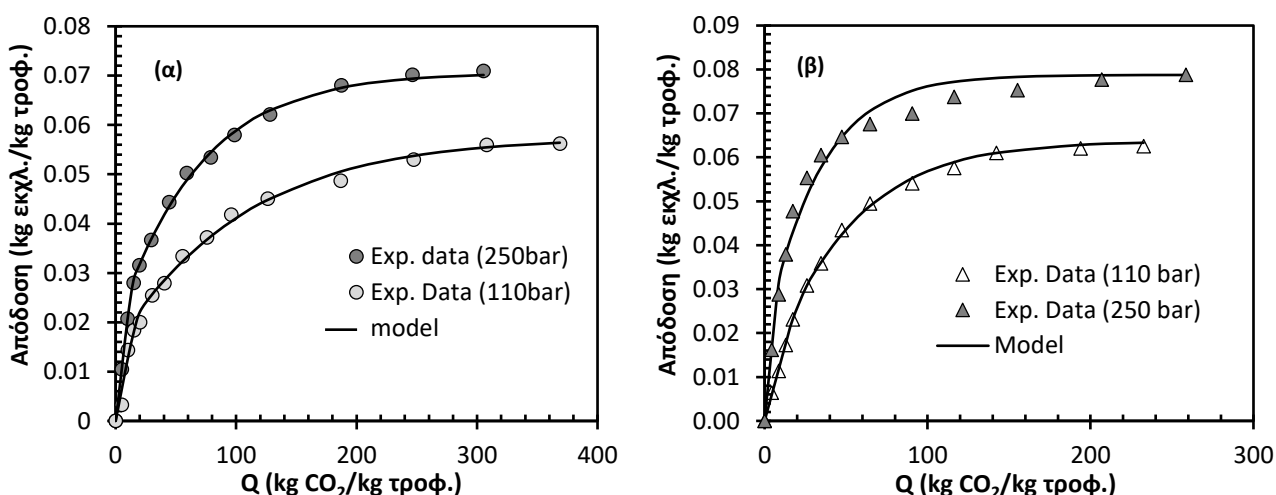 Απόδοση (kg εκχλ./kg τροφ.)
0.08
0.07
0.06
0.05
0.04
0.03
0.02
0.01
0
(α)
Exp. data (250bar)
Exp. Data (110bar)
model
0 100 200 300 400
Q (kg CO₂/kg τροφ.)
Απόδοση (kg εκχλ./kg τροφ.)
0.09
0.08
0.07
0.06
0.05
0.04
0.03
0.02
0.01
0.00
(β)
Exp. Data (110 bar)
Exp. Data (250 bar)
Model
0 100 200 300
Q (kg CO₂/kg τροφ.)